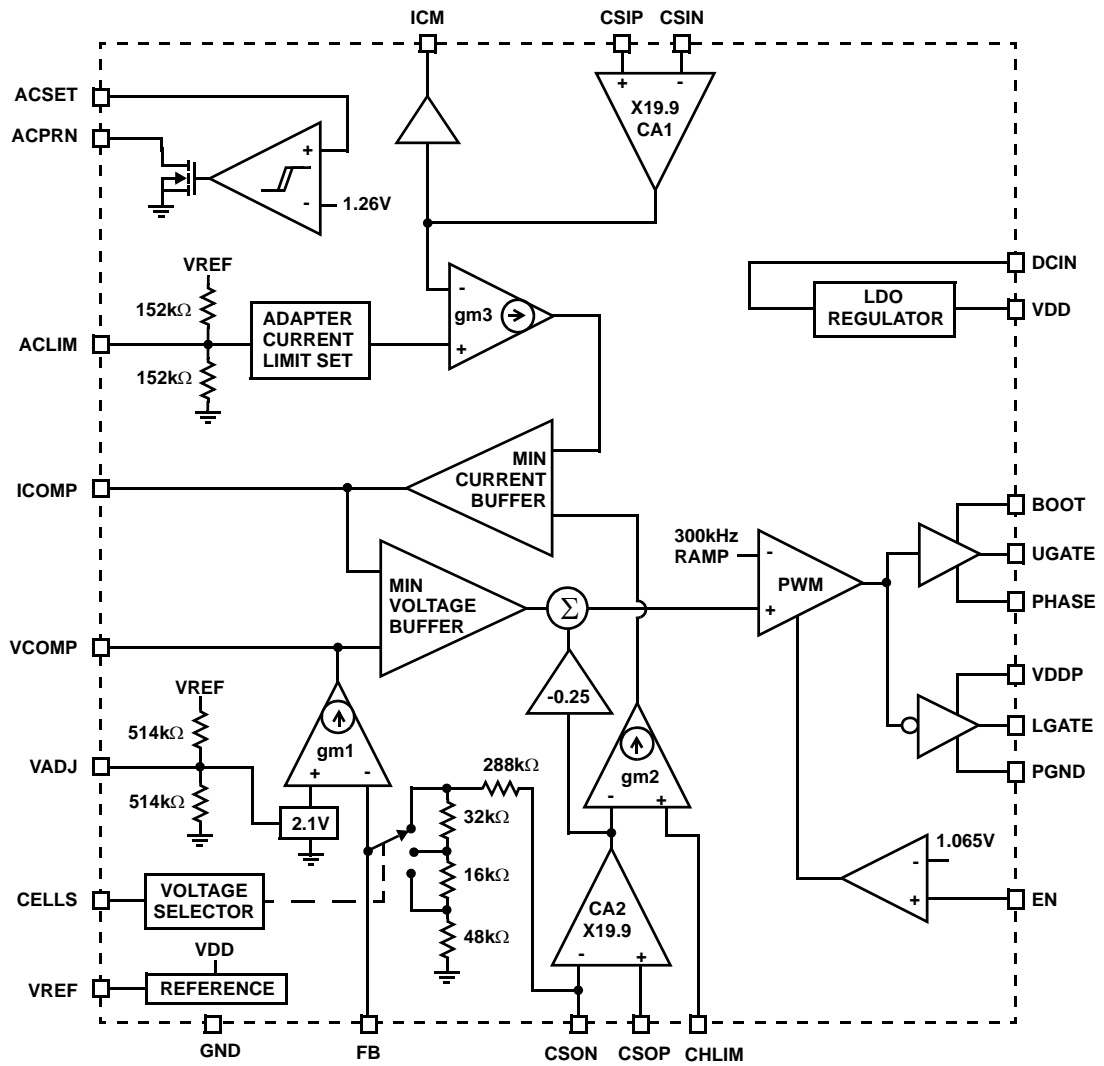 ICM
CSIP
CSIN
ACSET
ACPRN
+
-
X19.9
CA1
+
-
1.26V
VREF
152kΩ
152kΩ
ACLIM
ADAPTER
CURRENT
LIMIT SET
-
gm3
+
DCIN
LDO
REGULATOR
VDD
MIN
CURRENT
BUFFER
ICOMP
MIN
VOLTAGE
BUFFER
Σ
300kHz
RAMP
-
PWM
+
BOOT
UGATE
PHASE
VCOMP
-0.25
VDDP
LGATE
PGND
VREF
514kΩ
514kΩ
VADJ
gm1
+
-
2.1V
288kΩ
32kΩ
16kΩ
48kΩ
gm2
-
+
1.065V
-
+
EN
CELLS
VOLTAGE
SELECTOR
CA2
X19.9
-
+
VDD
VREF
REFERENCE
GND
FB
CSON
CSOP
CHLIM